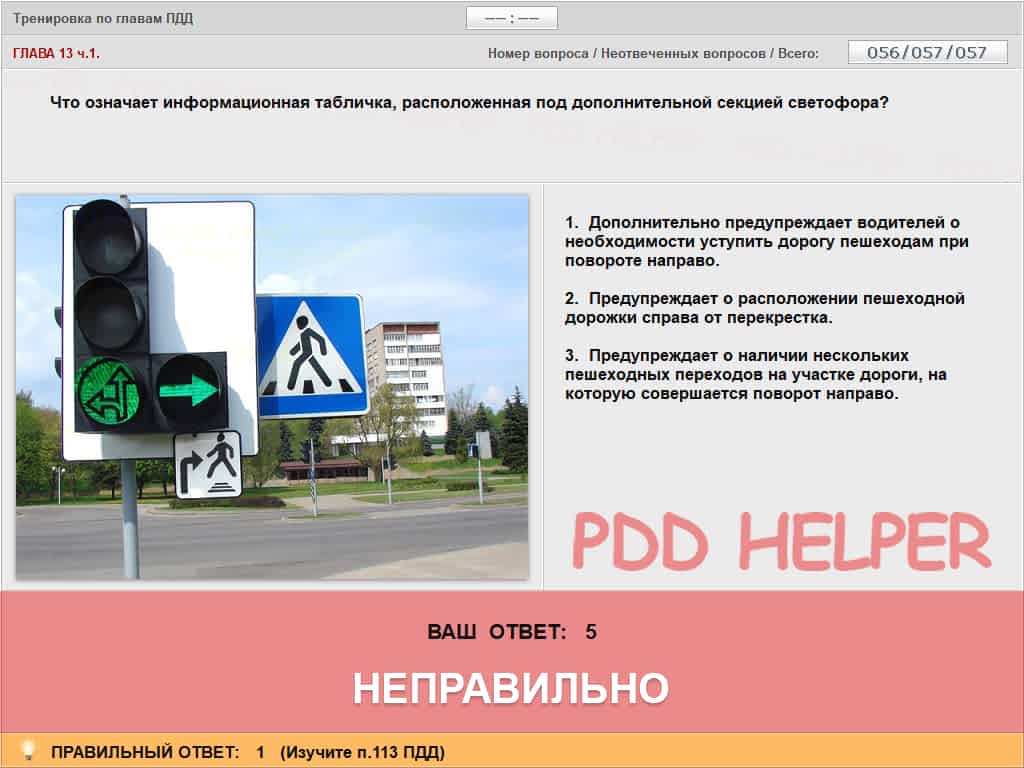 Тренировка по главам ПДД
–– : ––
ГЛАВА 13 ч.1.
Номер вопроса / Неотвеченных вопросов / Всего:
056/057/057
Что означает информационная табличка, расположенная под дополнительной секцией светофора?
1. Дополнительно предупреждает водителей о
необходимости уступить дорогу пешеходам при
повороте направо.
2. Предупреждает о расположении пешеходной
дорожки справа от перекрестка.
3. Предупреждает о наличии нескольких
пешеходных переходов на участке дороги, на
которую совершается поворот направо.
PDD HELPER
ВАШ ОТВЕТ: 5
НЕПРАВИЛЬНО
ПРАВИЛЬНЫЙ ОТВЕТ: 1 (Изучите п.113 ПДД)